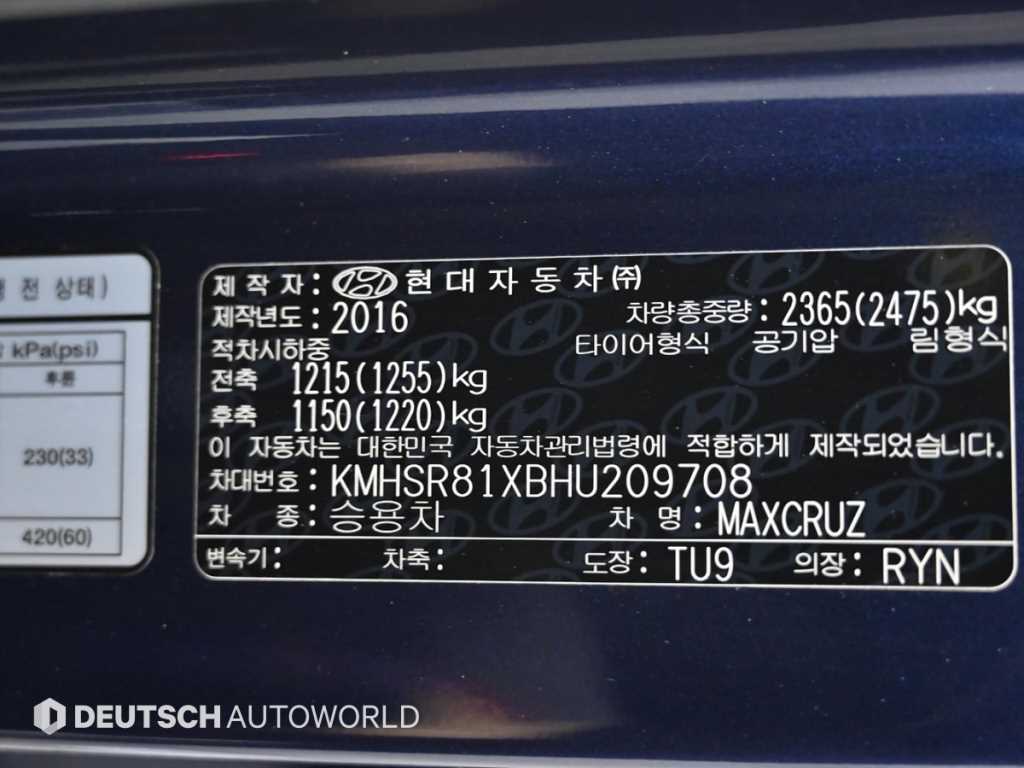 전 상태)
kPa(psi)
후륜
230(33)
420(60)
제 작 자 : 현대자동차㈜
제작년도 : 2016 차량총중량 : 2365(2475)kg
적차시하중 타이어형식 공기압 림형식
전축 1215(1255)kg
후축 1150(1220)kg
이 자동차는 대한민국 자동차관리법령에 적합하게 제작되었습니다.
차대번호 : KMHSR81XBHU209708
차 종 : 승용차 차 명 : MAXCRUZ
변속기 : 차축 : 도장 : TU9 의장 : RYN
DEUTSCH AUTOWORLD